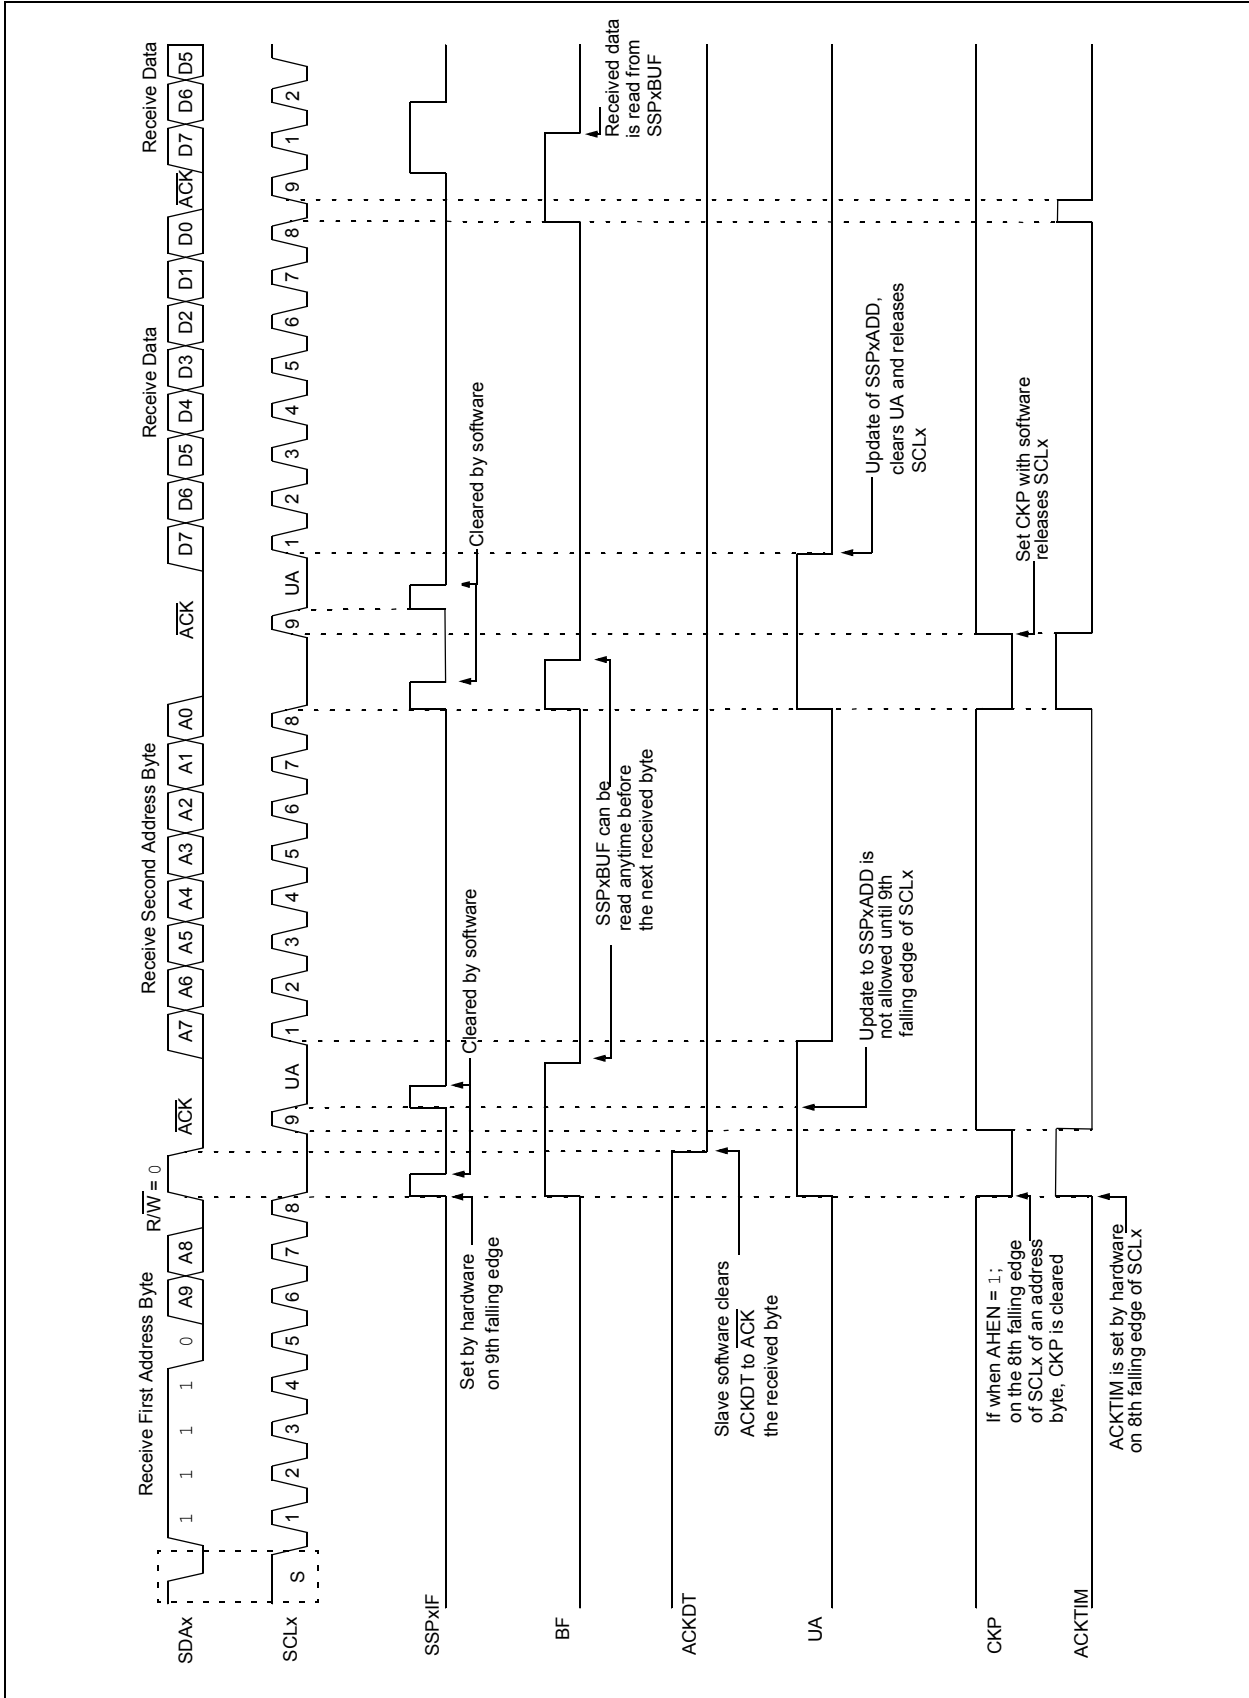 Receive First Address Byte
R/W = 0
ACK
Receive Second Address Byte
ACK
Receive Data
ACK
Receive Data
SDAx
1 1 1 1 0 A9 A8
A7 A6 A5 A4 A3 A2 A1 A0
D7 D6 D5 D4 D3 D2 D1 D0
D7 D6 D5
SCLx
S 1 2 3 4 5 6 7 8 9 UA 1 2 3 4 5 6 7 8 9 UA 1 2 3 4 5 6 7 8 9 1 2
SSPxIF
Set by hardware
on 9th falling edge
Cleared by software
Cleared by software
BF
SSPxBUF can be
read anytime before
the next received byte
Received data
is read from
SSPxBUF
ACKDT
Slave software clears
ACKDT to ACK
the received byte
UA
Update to SSPxADD is
not allowed until 9th
falling edge of SCLx
Update of SSPxADD,
clears UA and releases
SCLx
CKP
If when AHEN = 1;
on the 8th falling edge
of SCLx of an address
byte, CKP is cleared
Set CKP with software
releases SCLx
ACKTIM
ACKTIM is set by hardware
on 8th falling edge of SCLx